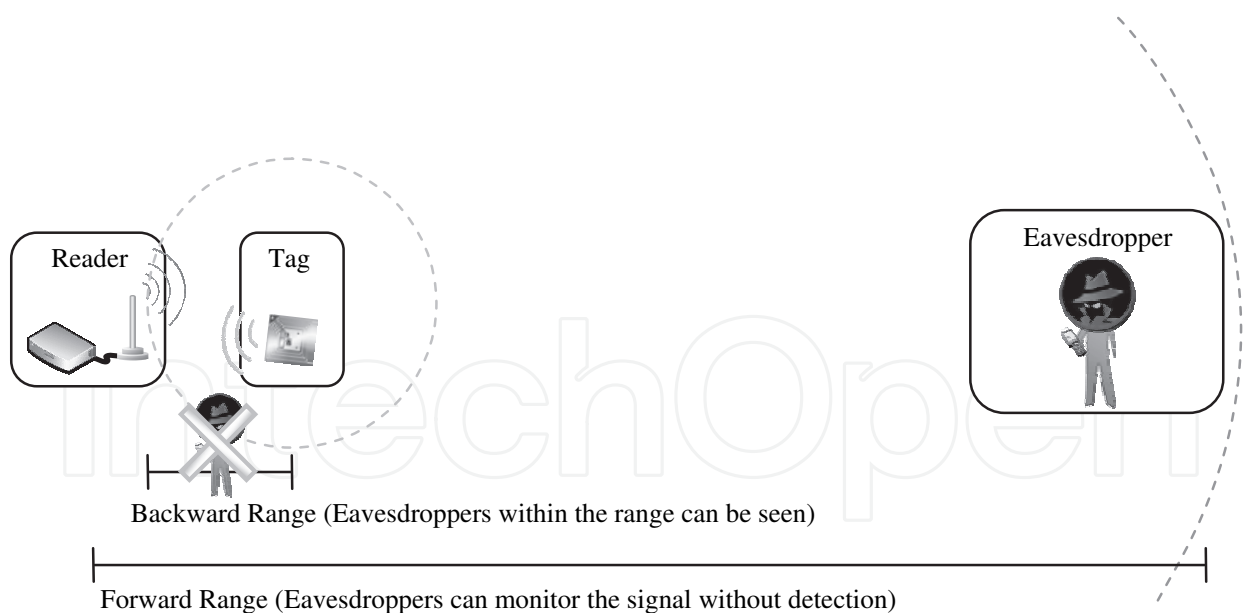 Reader
Tag
Eavesdropper
IntechOpen
Backward Range (Eavesdroppers within the range can be seen)
Forward Range (Eavesdroppers can monitor the signal without detection)